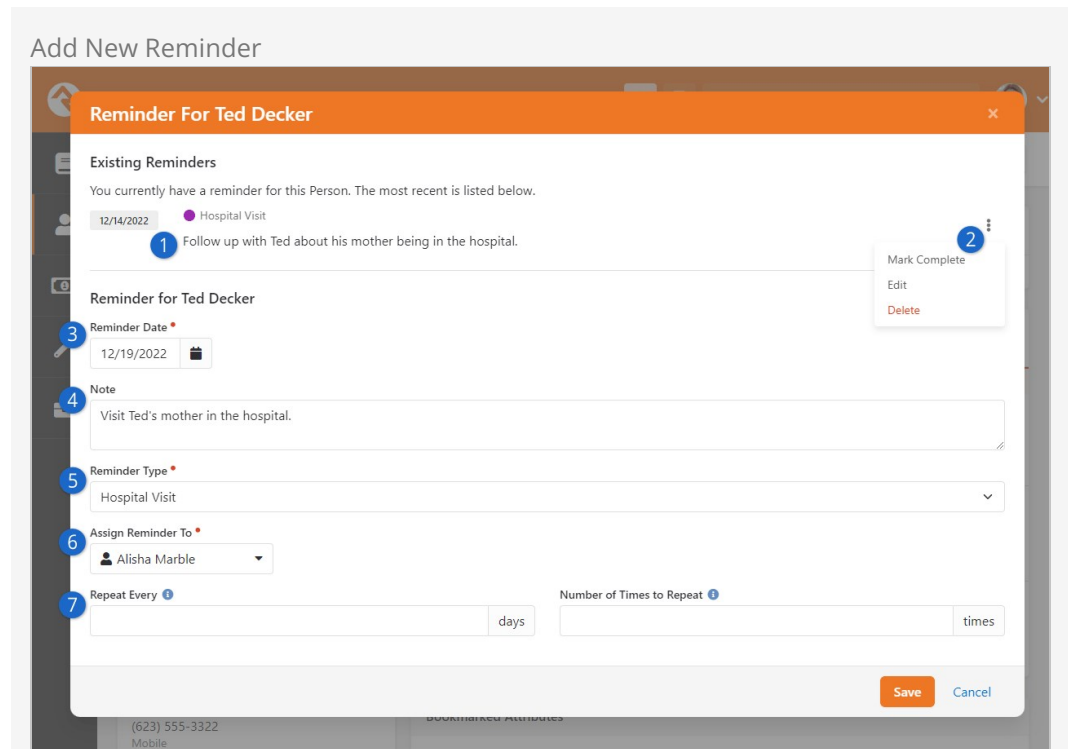 Add New Reminder
Reminder For Ted Decker ×
Existing Reminders
You currently have a reminder for this Person. The most recent is listed below.
12/14/2022 Hospital Visit
1 Follow up with Ted about his mother being in the hospital.
2
Mark Complete
Edit
Delete
Reminder for Ted Decker
3 Reminder Date •
12/19/2022
4 Note
Visit Ted's mother in the hospital.
5 Reminder Type •
Hospital Visit
6 Assign Reminder To •
Alisha Marble
7 Repeat Every Number of Times to Repeat
days times
Save Cancel
Bookmarked Attributes
(623) 555-3322
Mobile